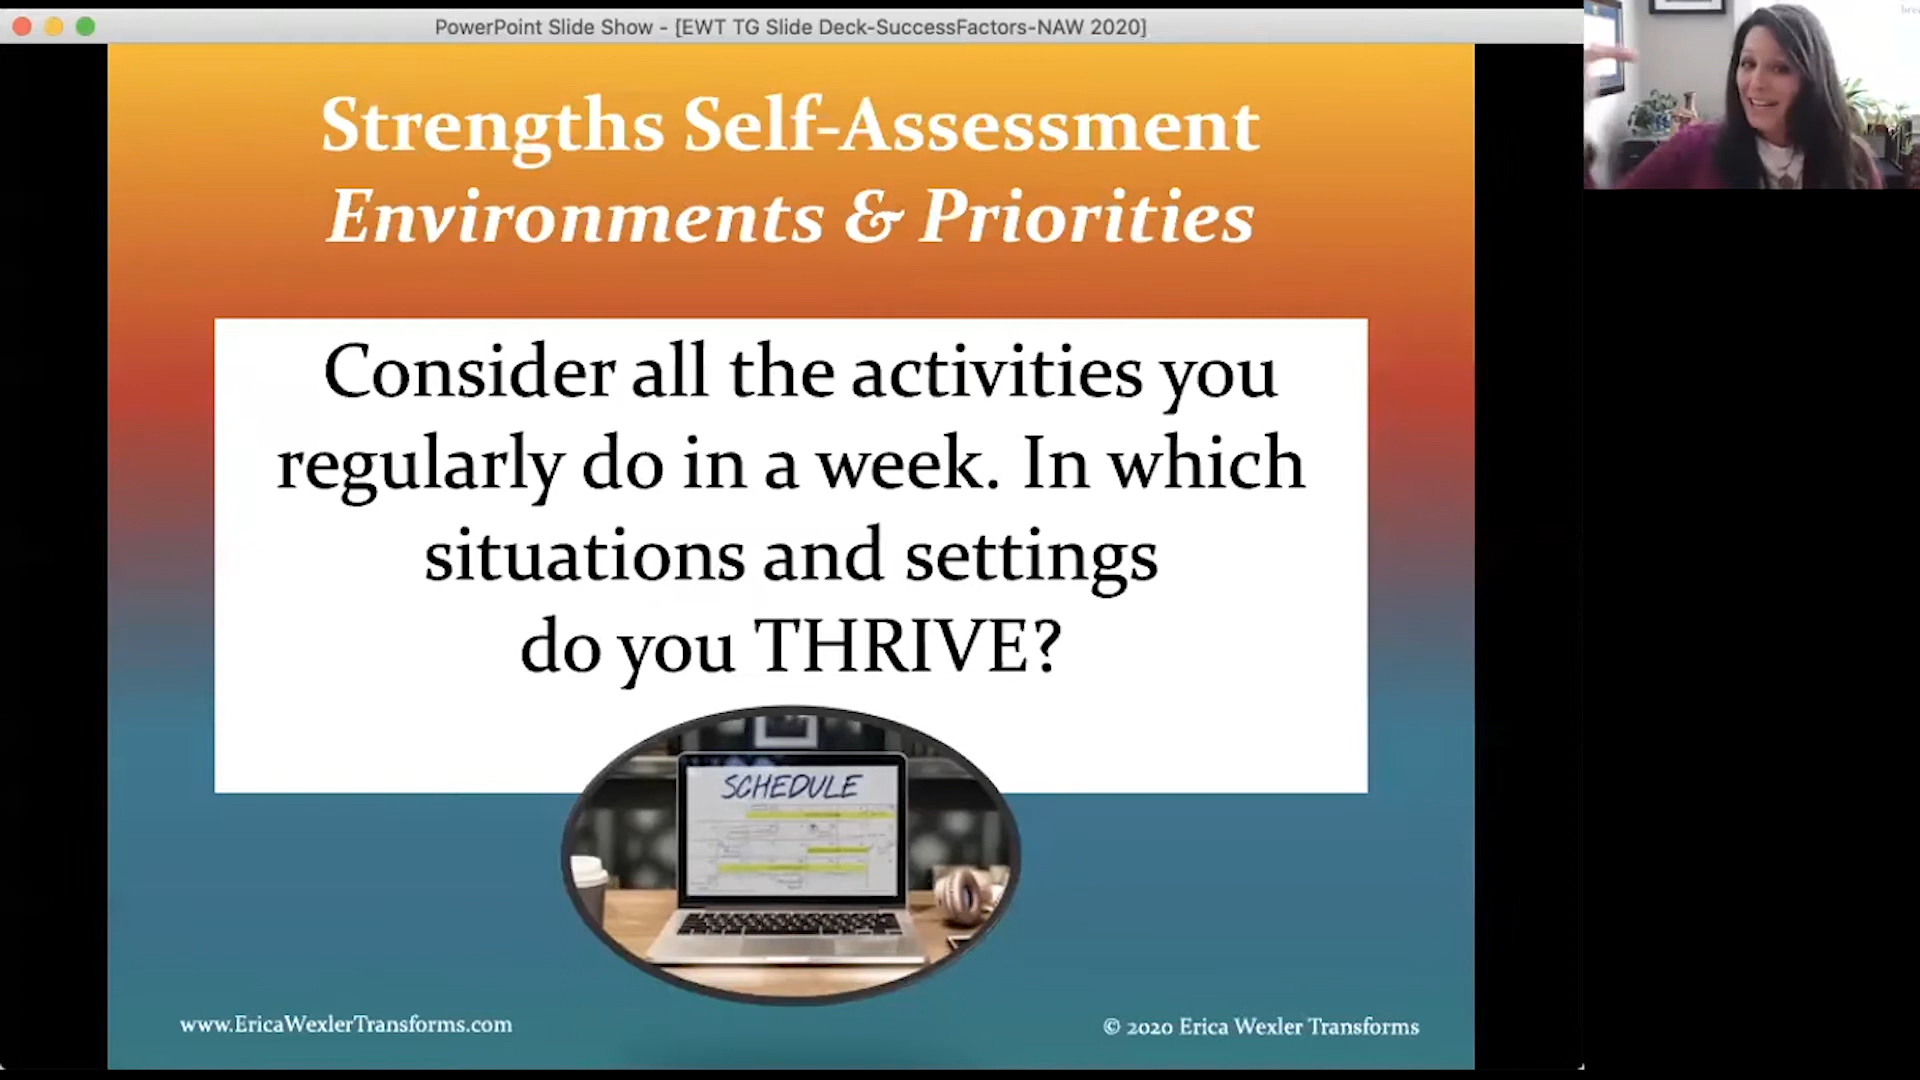 PowerPoint Slide Show - [EWT TG Slide Deck-SuccessFactors-NAW 2020]
Strengths Self-Assessment
Environments & Priorities
Consider all the activities you
regularly do in a week. In which
situations and settings
do you THRIVE?
SCHEDULE
www.EricaWexlerTransforms.com
© 2020 Erica Wexler Transforms